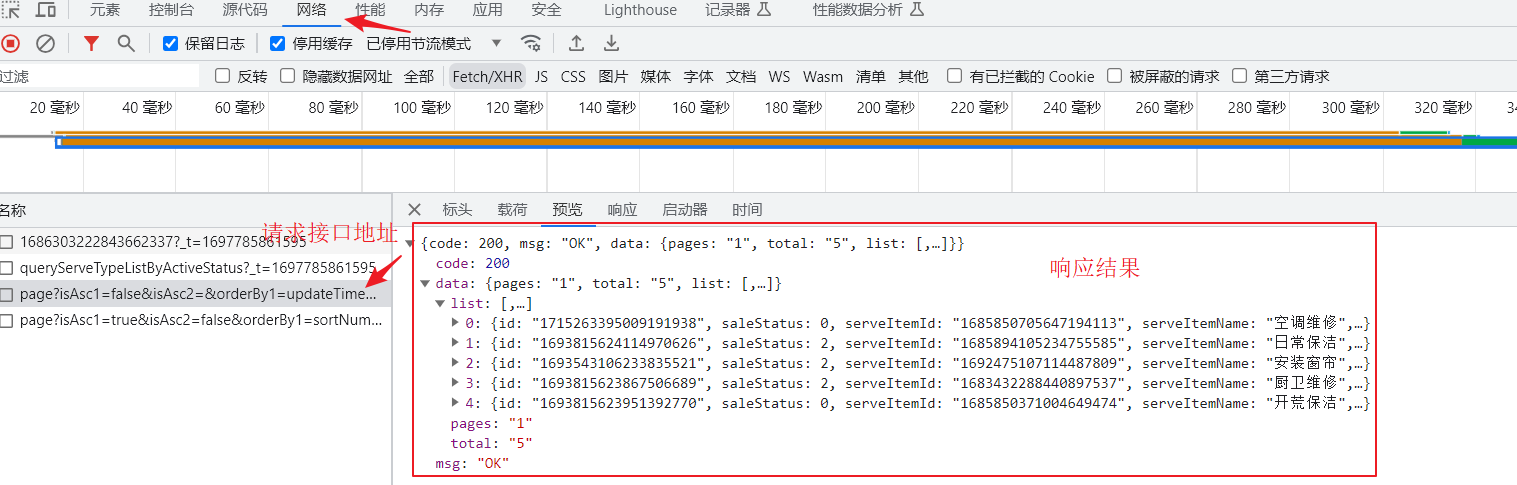 元素 控制台 源代码 网络 性能 内存 应用 安全 Lighthouse 记录器 性能数据分析
保留日志 停用缓存 已停用节流模式
过滤 反转 隐藏数据网址 全部 Fetch/XHR JS CSS 图片 媒体 字体 文档 WS Wasm 清单 其他 有已拦截的 Cookie 被屏蔽的请求 第三方请求
20 毫秒 40 毫秒 60 毫秒 80 毫秒 100 毫秒 120 毫秒 140 毫秒 160 毫秒 180 毫秒 200 毫秒 220 毫秒 240 毫秒 260 毫秒 280 毫秒 300 毫秒 320 毫秒
名称
1686303222843662337?_t=1697785861595
请求接口地址
queryServeTypeListByActiveStatus?_t=1697785861595
page?isAsc1=false&isAsc2=&orderBy1=updateTime...
page?isAsc1=true&isAsc2=false&orderBy1=sortNum...
标头 载荷 预览 响应 启动器 时间
{code: 200, msg: "OK", data: {pages: "1", total: "5", list: [,…]}}
响应结果
code: 200
data: {pages: "1", total: "5", list: [,…]}
list: [,…]
0: {id: "1715263395009191938", saleStatus: 0, serveItemId: "1685850705647194113", serveItemName: "空调维修",…}
1: {id: "1693815624114970626", saleStatus: 2, serveItemId: "1685894105234755585", serveItemName: "日常保洁",…}
2: {id: "1693543106233835521", saleStatus: 2, serveItemId: "1692475107114487809", serveItemName: "安装窗帘",…}
3: {id: "1693815623867506689", saleStatus: 2, serveItemId: "1683432288440897537", serveItemName: "厨卫维修",…}
4: {id: "1693815623951392770", saleStatus: 0, serveItemId: "1685850371004649474", serveItemName: "开荒保洁",…}
pages: "1"
total: "5"
msg: "OK"